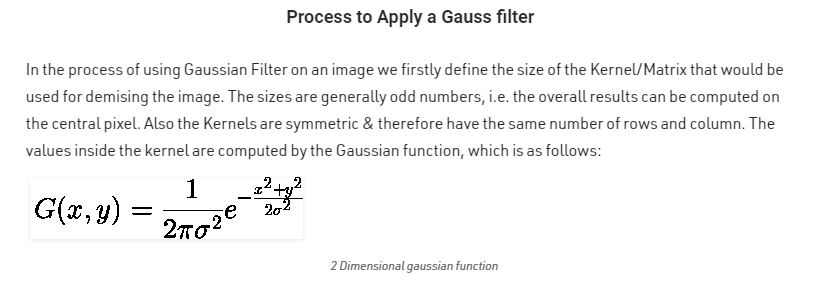 Process to Apply a Gauss filter
In the process of using Gaussian Filter on an image we firstly define the size of the Kernel/Matrix that would be
used for demising the image. The sizes are generally odd numbers, i.e. the overall results can be computed on
the central pixel. Also the Kernels are symmetric & therefore have the same number of rows and column. The
values inside the kernel are computed by the Gaussian function, which is as follows:
G(x, y) = \frac{1}{2\pi\sigma^2} e^{-\frac{x^2+y^2}{2\sigma^2}}
2 Dimensional gaussian function